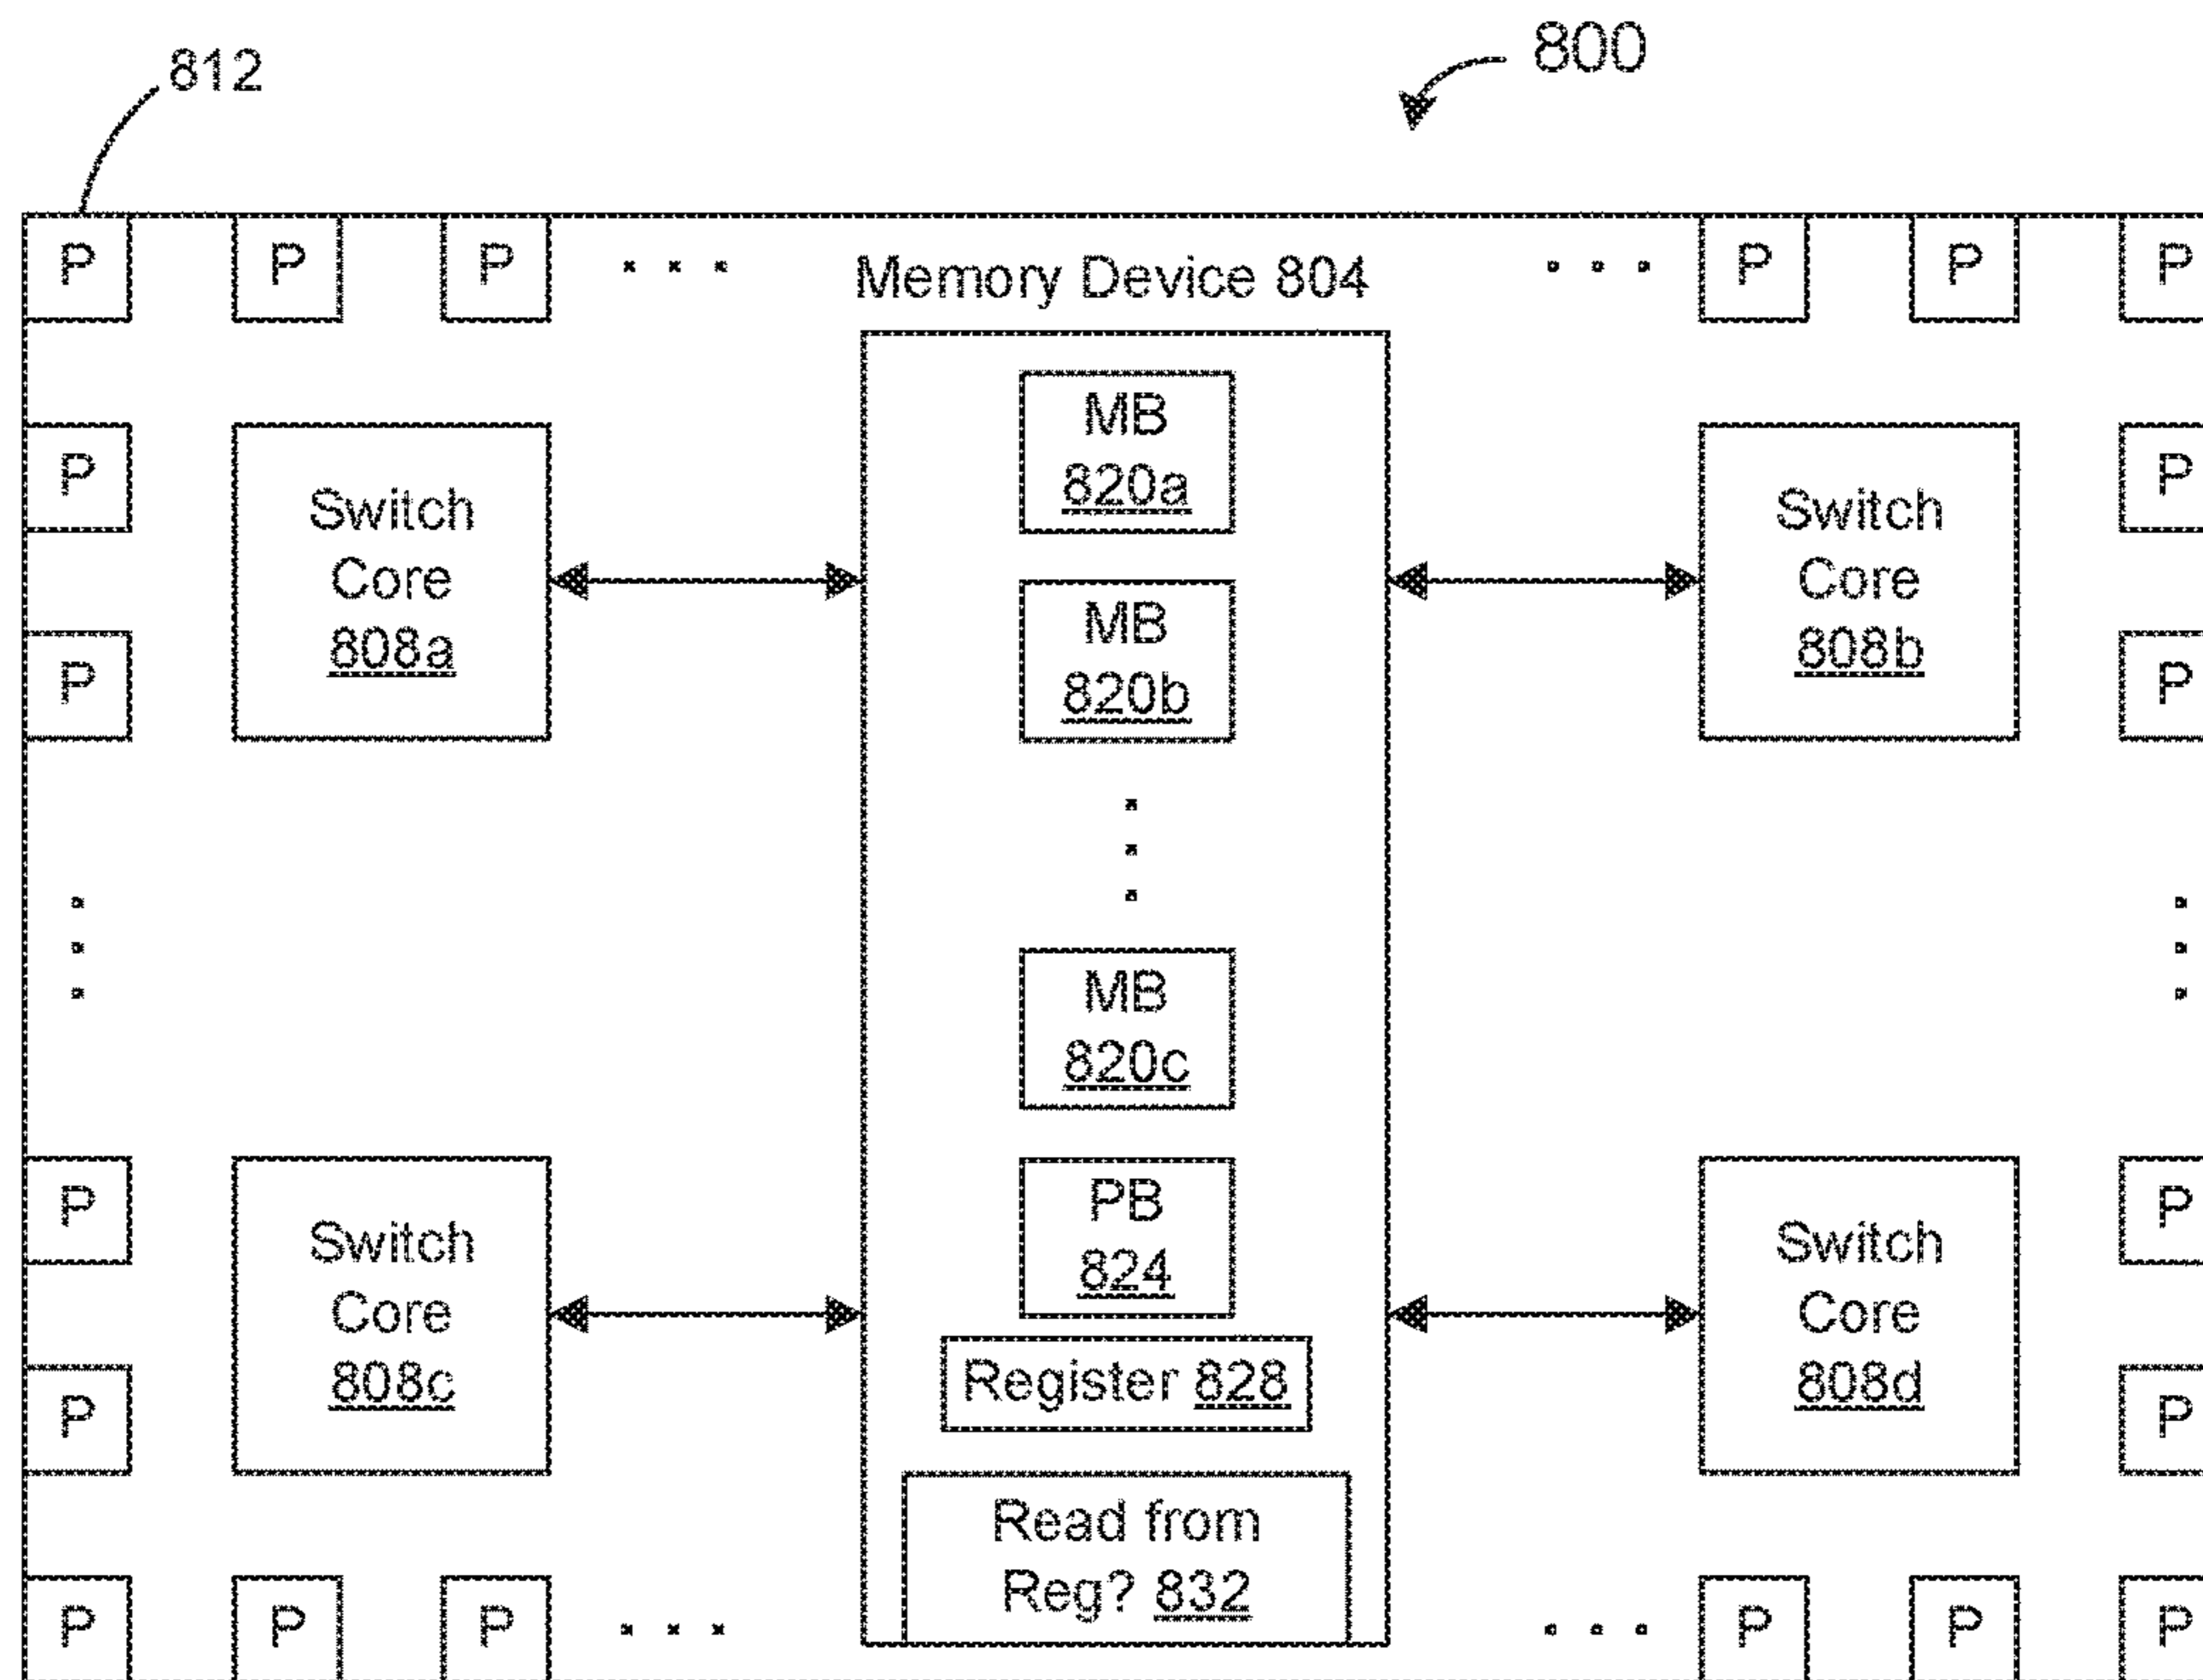 800
812
P P P ... Memory Device 804 ... P P P
MB
820a
P
Switch
Core
808a
Switch
Core
808b
P
MB
820b
P
P
MB
820c
P
Switch
Core
808c
PB
824
Switch
Core
808d
P
Register 828
P
P
Read from
Reg? 832
P P P ... ... P P P